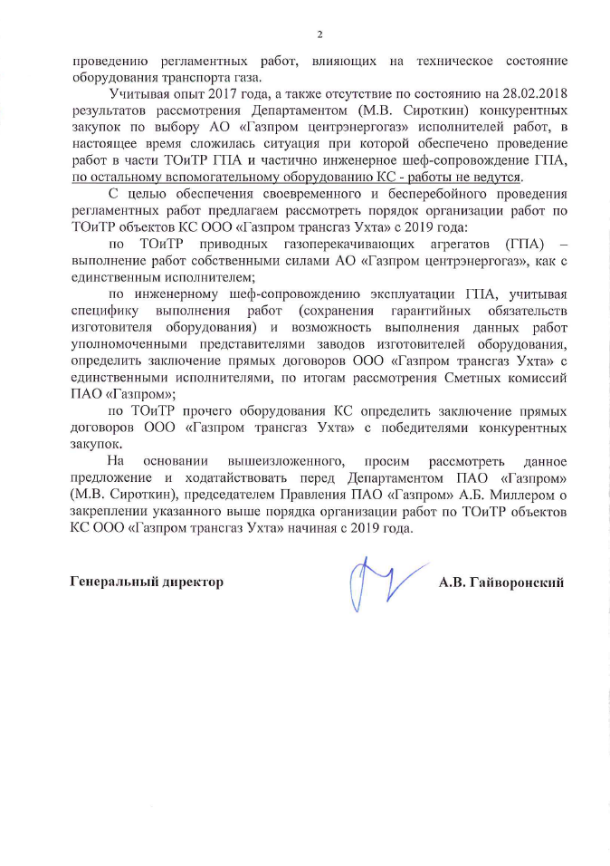 2
проведению регламентных работ, влияющих на техническое состояние
оборудования транспорта газа.
Учитывая опыт 2017 года, а также отсутствие по состоянию на 28.02.2018
результатов рассмотрения Департаментом (М.В. Сироткин) конкурентных
закупок по выбору АО «Газпром центрэнергогаз» исполнителей работ, в
настоящее время сложилась ситуация при которой обеспечено проведение
работ в части ТОиТР ГПА и частично инженерное шеф-сопровождение ГПА,
по остальному вспомогательному оборудованию КС - работы не ведутся.
С целью обеспечения своевременного и бесперебойного проведения
регламентных работ предлагаем рассмотреть порядок организации работ по
ТОиТР объектов КС ООО «Газпром трансгаз Ухта» с 2019 года:
по ТОиТР приводных газоперекачивающих агрегатов (ГПА) –
выполнение работ собственными силами АО «Газпром центрэнергогаз», как с
единственным исполнителем;
по инженерному шеф-сопровождению эксплуатации ГПА, учитывая
специфику выполнения работ (сохранения гарантийных обязательств
изготовителя оборудования) и возможность выполнения данных работ
уполномоченными представителями заводов изготовителей оборудования,
определить заключение прямых договоров ООО «Газпром трансгаз Ухта» с
единственными исполнителями, по итогам рассмотрения Сметных комиссий
ПАО «Газпром»;
по ТОиТР прочего оборудования КС определить заключение прямых
договоров ООО «Газпром трансгаз Ухта» с победителями конкурентных
закупок.
На основании вышеизложенного, просим рассмотреть данное
предложение и ходатайствовать перед Департаментом ПАО «Газпром»
(М.В. Сироткин), председателем Правления ПАО «Газпром» А.Б. Миллером о
закреплении указанного выше порядка организации работ по ТОиТР объектов
КС ООО «Газпром трансгаз Ухта» начиная с 2019 года.
Генеральный директор
А.В. Гайворонский